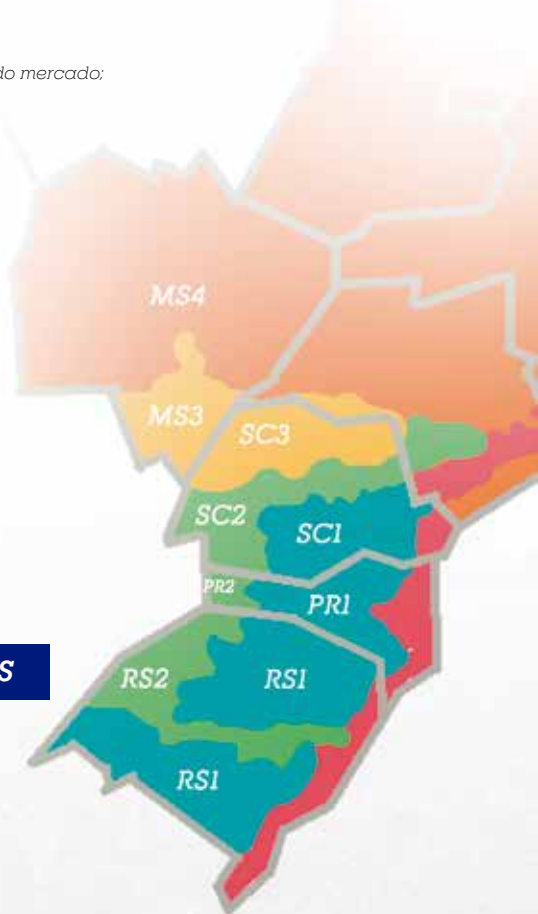 do mercado;
MS4
MS3
SC3
SC2
SC1
PR2
PR1
RS2
RS1
S
RS1